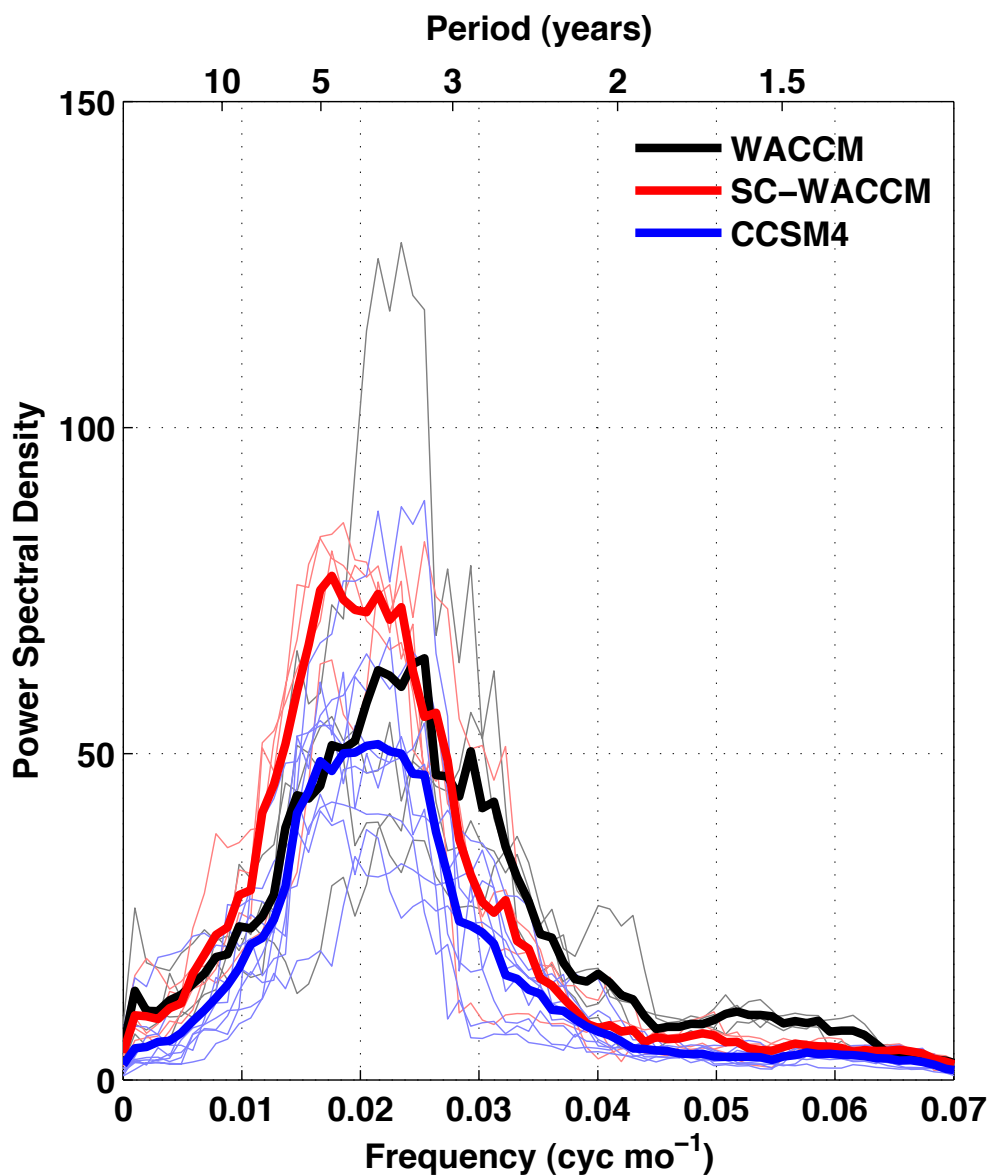 Period (years)
10 5 3 2 1.5
150
WACCM
SC−WACCM
CCSM4
100
Power Spectral Density
50
0
0 0.01 0.02 0.03 0.04 0.05 0.06 0.07
Frequency (cyc mo−1)